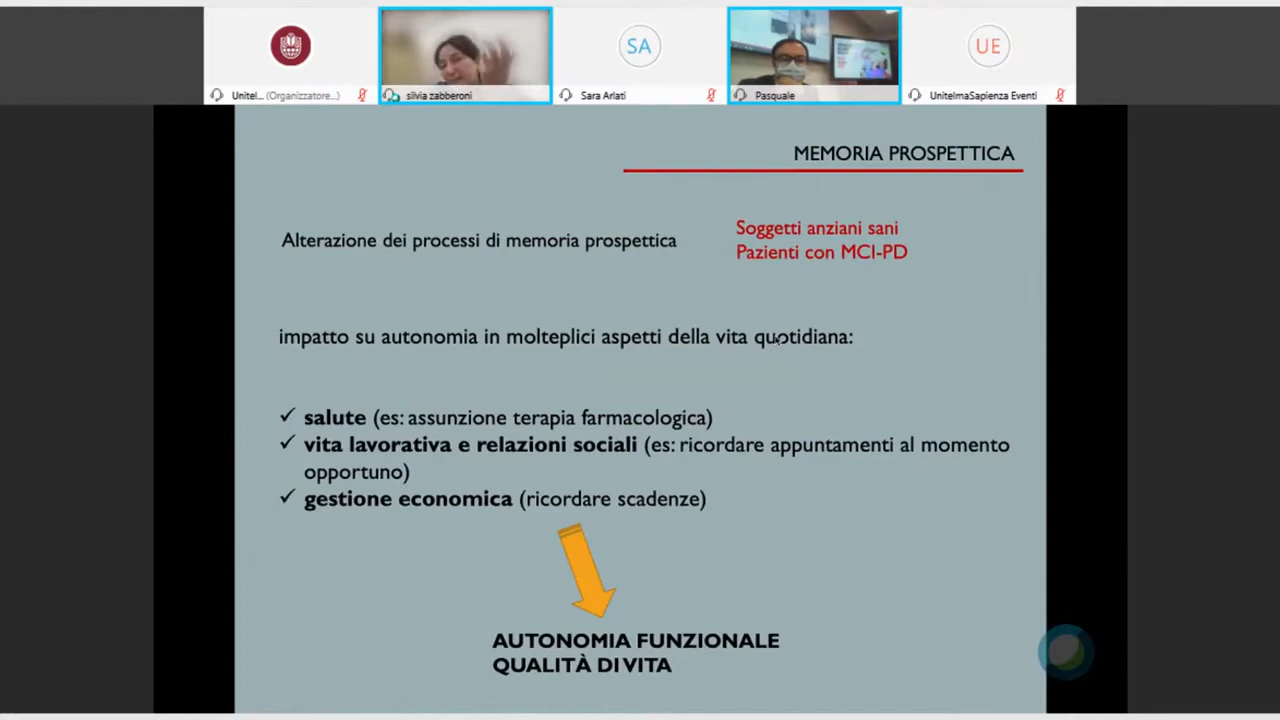 SA
UE
Unitel... (Organizzatore...)
silvia zabberoni
Sara Arlati
Pasquale
UnitelmaSapienza Eventi
MEMORIA PROSPETTICA
Alterazione dei processi di memoria prospettica
Soggetti anziani sani
Pazienti con MCI-PD
impatto su autonomia in molteplici aspetti della vita quotidiana:
✓ salute (es: assunzione terapia farmacologica)
✓ vita lavorativa e relazioni sociali (es: ricordare appuntamenti al momento
opportuno)
✓ gestione economica (ricordare scadenze)
AUTONOMIA FUNZIONALE
QUALITÀ DI VITA